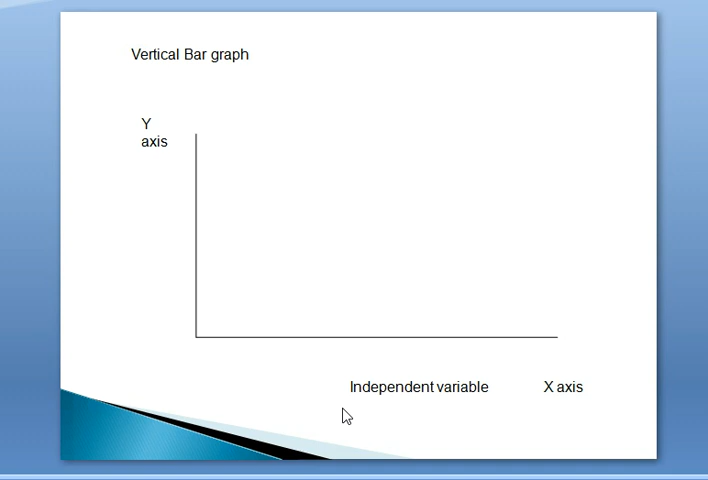 Vertical Bar graph
Y
axis
Independent variable
X axis